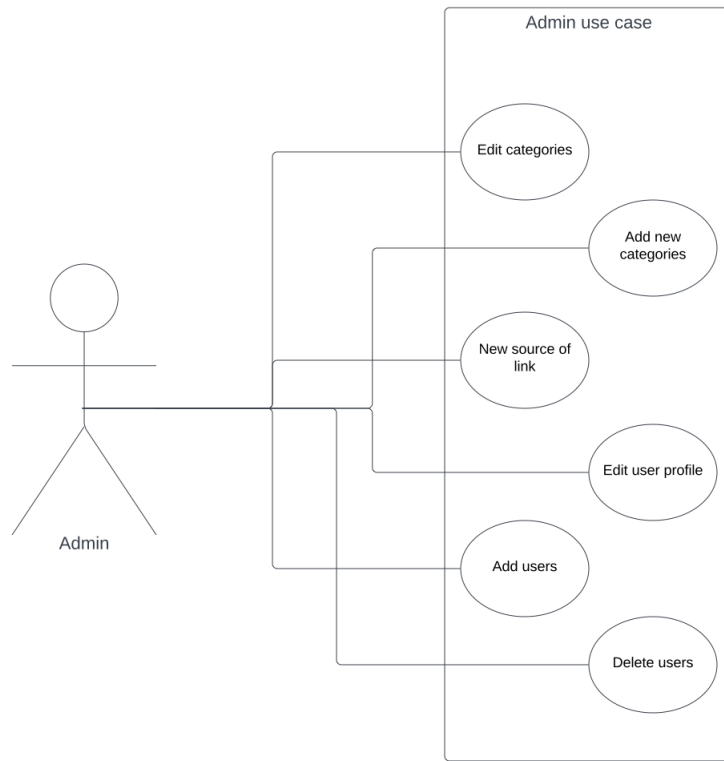 Admin use case
Edit categories
Add new
categories
New source of
link
Edit user profile
Admin
Add users
Delete users